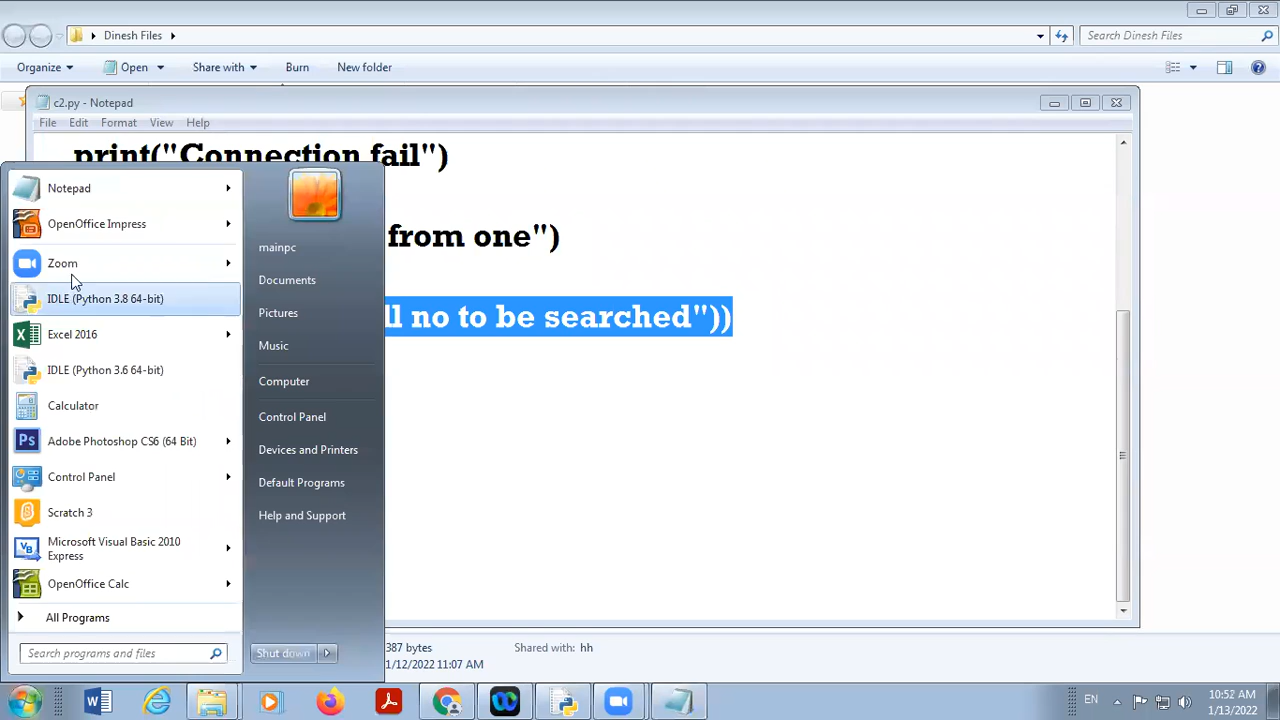 Dinesh Files
Search Dinesh Files
Organize
Open
Share with
Burn
New folder
c2.py - Notepad
File Edit Format View Help
print("Connection fail")
from one")
ll no to be searched"))
Notepad
OpenOffice Impress
Zoom
IDLE (Python 3.8 64-bit)
Excel 2016
IDLE (Python 3.6 64-bit)
Calculator
Adobe Photoshop CS6 (64 Bit)
Control Panel
Scratch 3
Microsoft Visual Basic 2010
Express
OpenOffice Calc
All Programs
Search programs and files
mainpc
Documents
Pictures
Music
Computer
Control Panel
Devices and Printers
Default Programs
Help and Support
Shut down
387 bytes
Shared with: hh
1/12/2022 11:07 AM
EN
10:52 AM
1/13/2022